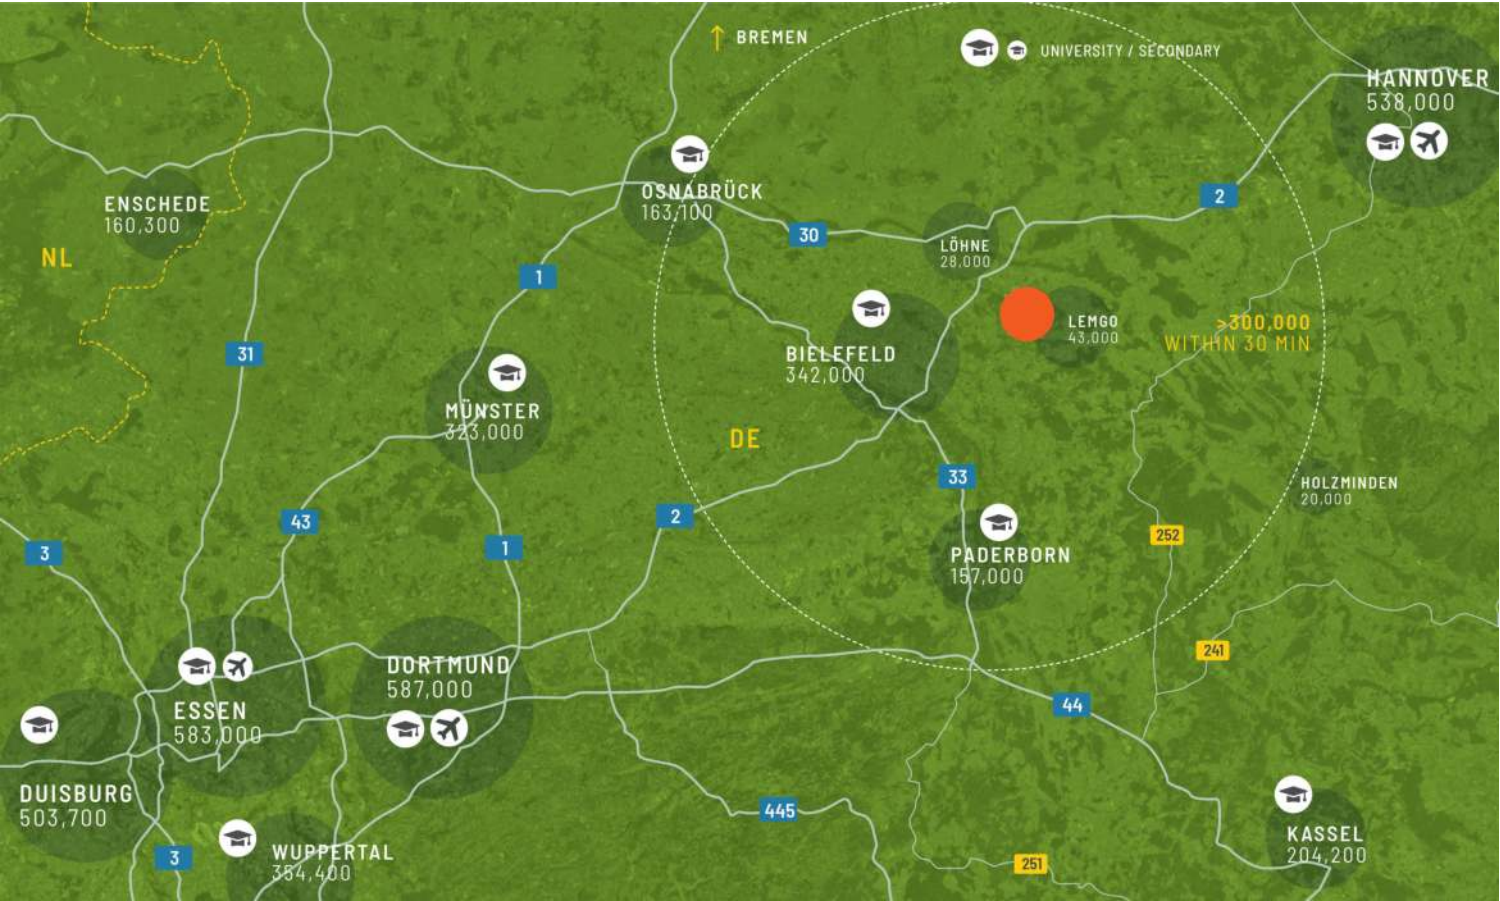 BREMEN
UNIVERSITY / SECONDARY
HANNOVER
538,000
ENSCHEDE
160,300
OSNABRÜCK
163,100
2
30
LÖHNE
28,000
NL
1
LEMGO
43,000
>300,000
WITHIN 30 MIN
31
BIELEFELD
342,000
MÜNSTER
323,000
DE
33
HOLZMINDEN
20,000
43
2
3
1
252
PADERBORN
157,000
241
DORTMUND
587,000
ESSEN
583,000
44
DUISBURG
503,700
445
KASSEL
204,200
3
WUPPERTAL
354,400
251